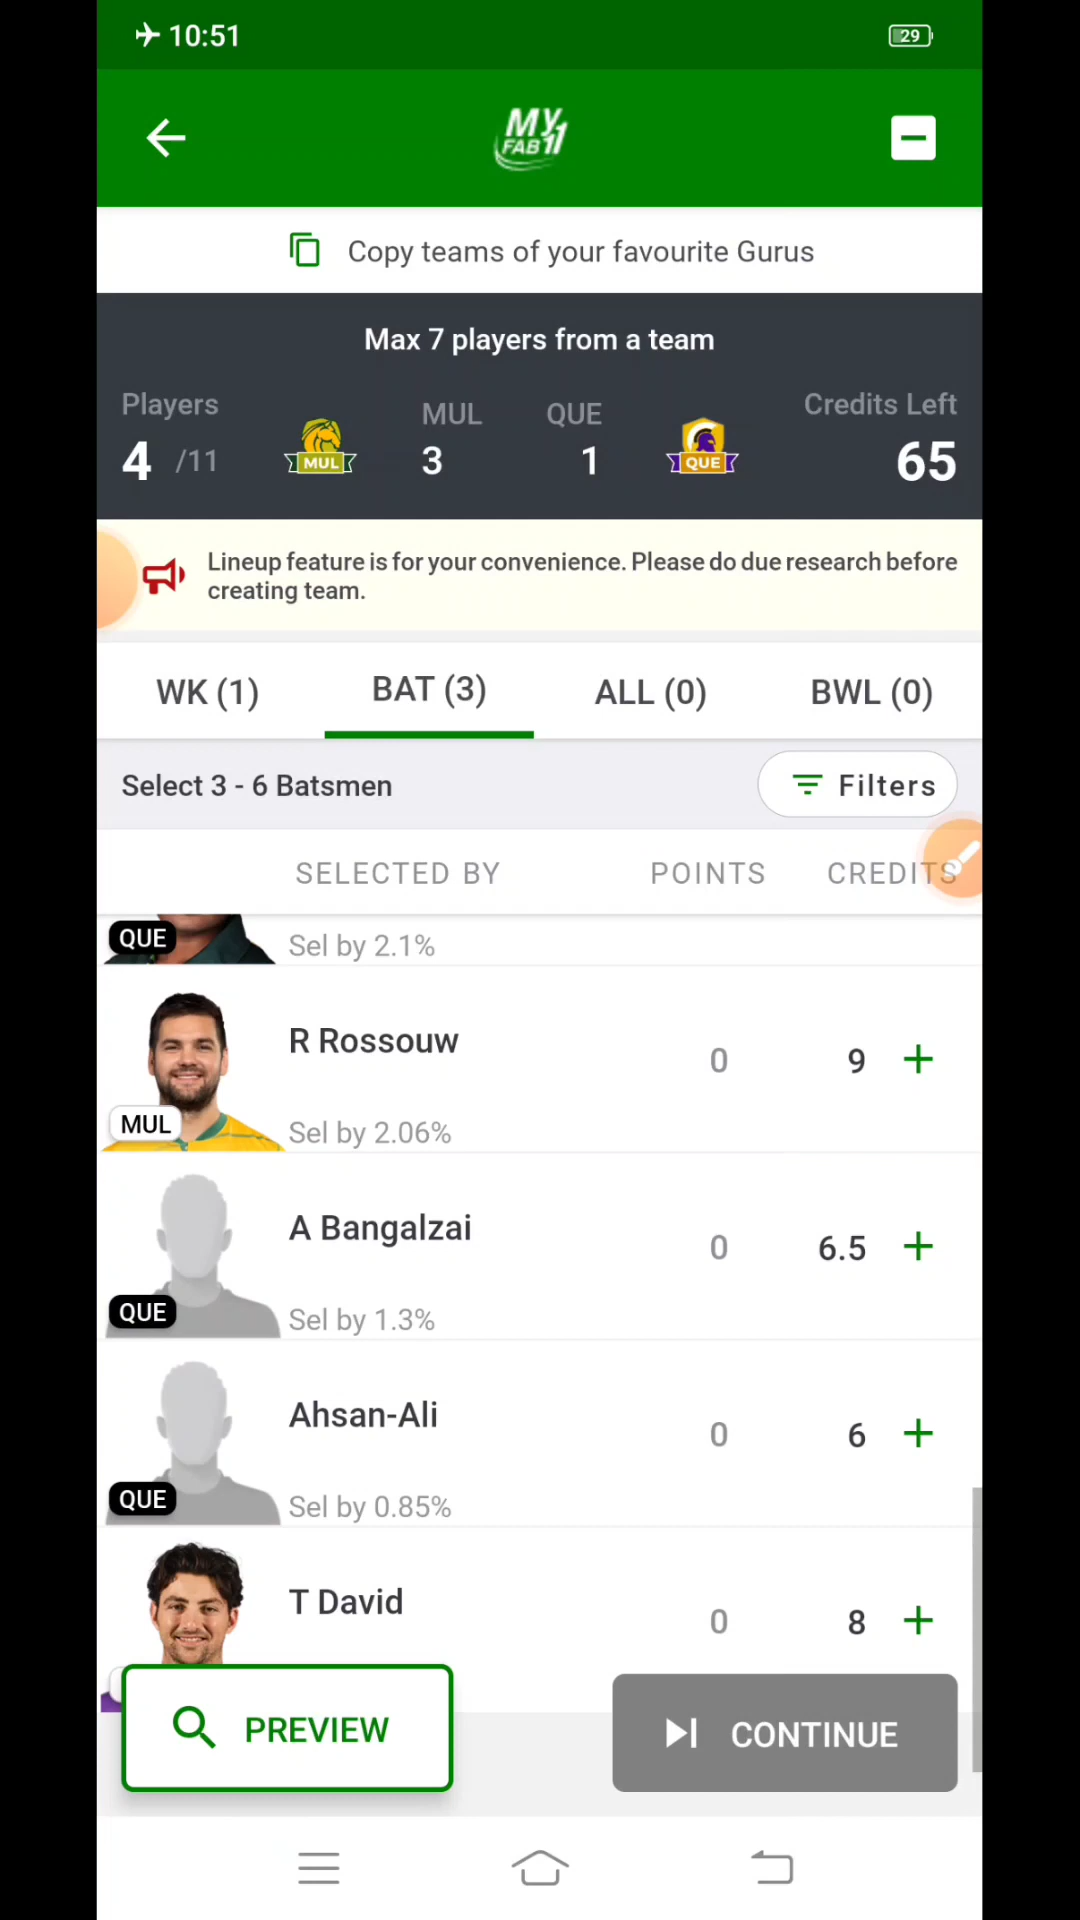 10:51
29
MY
FAB11
Copy teams of your favourite Gurus
Max 7 players from a team
Players
MUL
QUE
Credits Left
4 /11
MUL
3
1
QUE
65
Lineup feature is for your convenience. Please do due research before
creating team.
WK (1)
BAT (3)
ALL (0)
BWL (0)
Select 3 - 6 Batsmen
Filters
SELECTED BY
POINTS
CREDITS
QUE
Sel by 2.1%
R Rossouw
0
9
MUL
Sel by 2.06%
A Bangalzai
0
6.5
QUE
Sel by 1.3%
Ahsan-Ali
0
6
QUE
Sel by 0.85%
T David
0
8
PREVIEW
CONTINUE